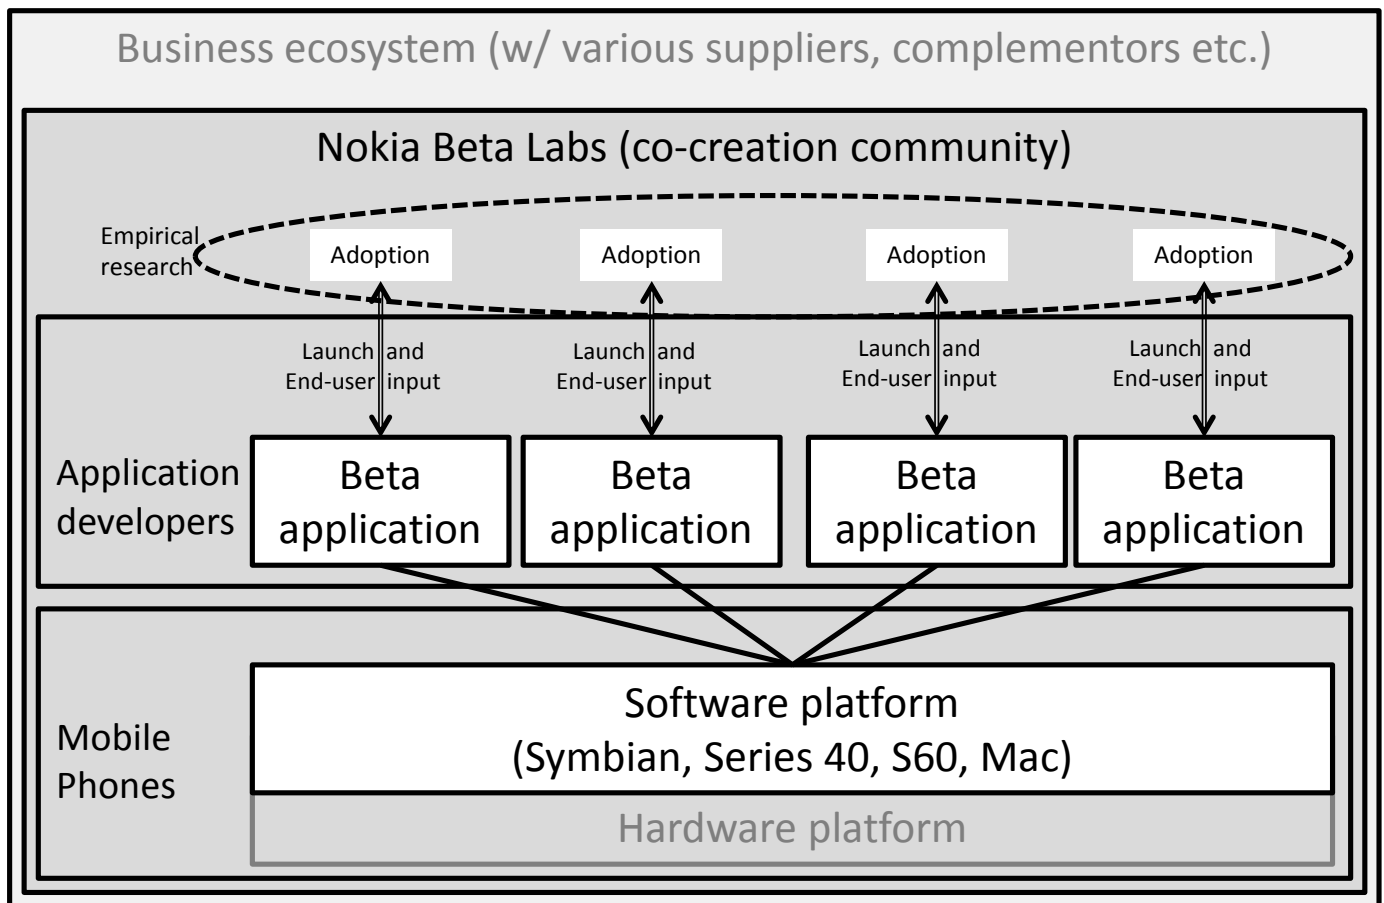 Business ecosystem (w/ various suppliers, complementors etc.)
Nokia Beta Labs (co-creation community)
Empirical
research
Adoption
Adoption
Adoption
Adoption
Launch and
End-user input
Launch and
End-user input
Launch and
End-user input
Launch and
End-user input
Application
developers
Beta
application
Beta
application
Beta
application
Beta
application
Mobile
Phones
Software platform
(Symbian, Series 40, S60, Mac)
Hardware platform